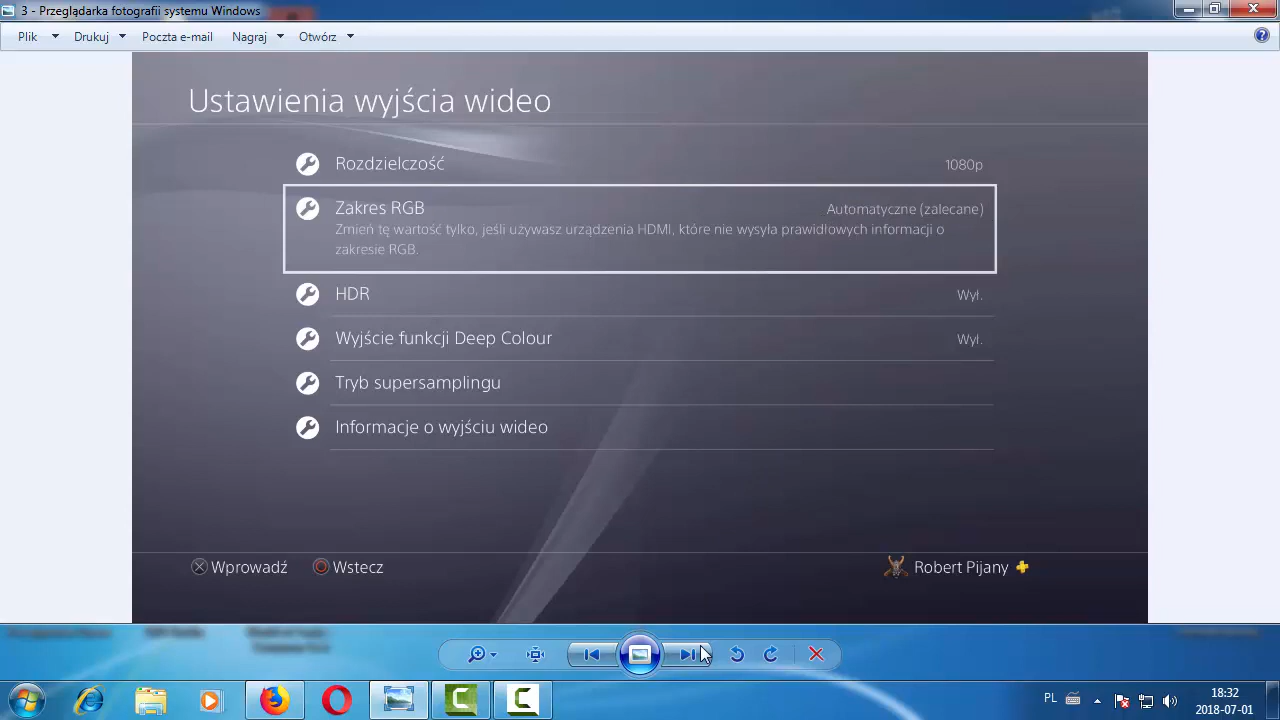 3 - Przeglądarka fotografii systemu Windows
Plik Drukuj Poczta e-mail Nagraj Otwórz
Ustawienia wyjścia wideo
Rozdzielczość 1080p
Zakres RGB Automatyczne (zalecane)
Zmień tę wartość tylko, jeśli używasz urządzenia HDMI, które nie wysyła prawidłowych informacji o
zakresie RGB.
HDR Wył.
Wyjście funkcji Deep Colour Wył.
Tryb supersamplingu
Informacje o wyjściu wideo
Wprowadź Wstecz Robert Pijany
PL 18:32
2018-07-01